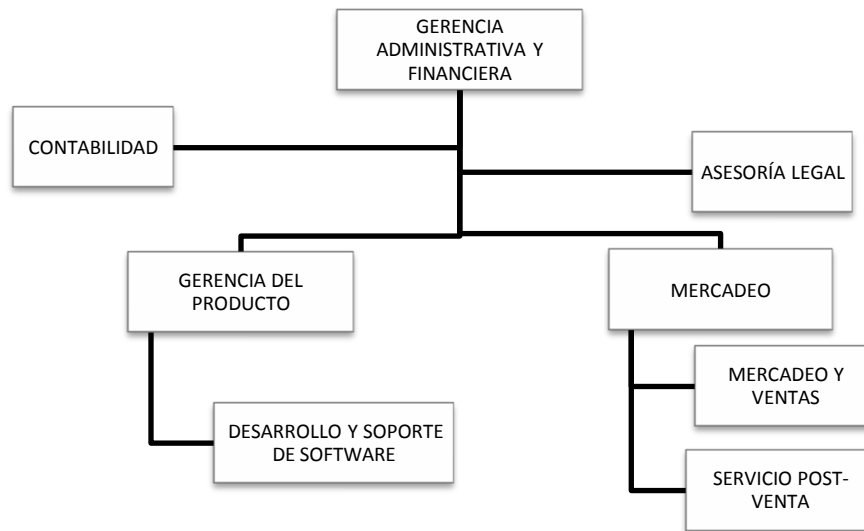 GERENCIA
ADMINISTRATIVA Y
FINANCIERA
CONTABILIDAD
ASESORÍA LEGAL
GERENCIA DEL
PRODUCTO
MERCADEO
MERCADEO Y
VENTAS
DESARROLLO Y SOPORTE
DE SOFTWARE
SERVICIO POST-
VENTA